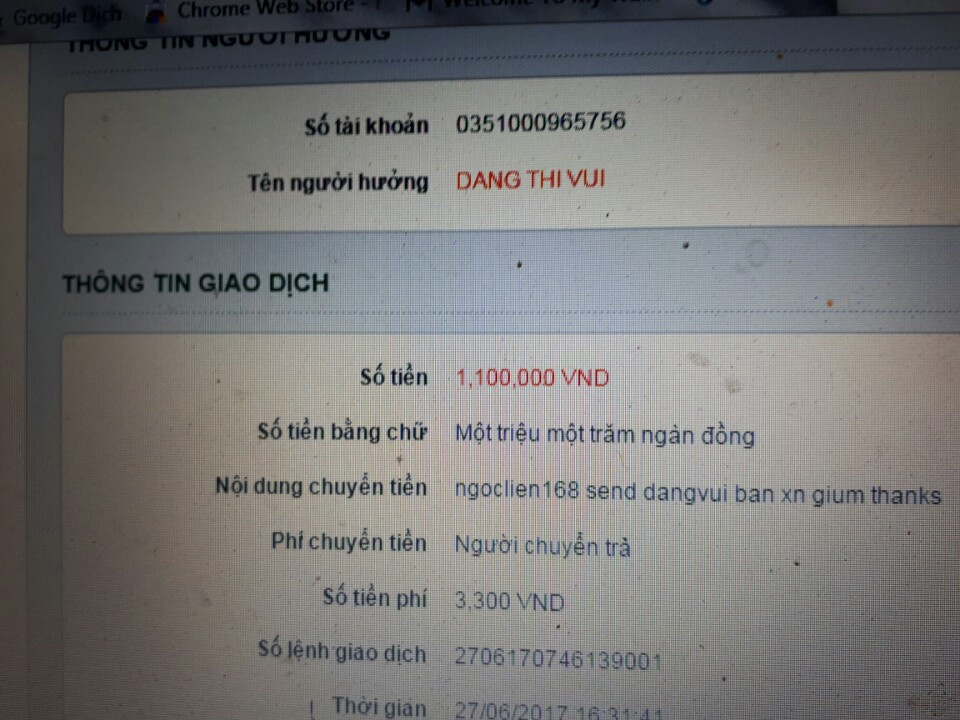 Google Dịch Chrome Web Store -
THÔNG TIN NGƯỜI HƯỞNG
Số tài khoản 0351000965756
Tên người hưởng DANG THI VUI
THÔNG TIN GIAO DỊCH
Số tiền 1,100,000 VND
Số tiền bằng chữ Một triệu một trăm ngàn đồng
Nội dung chuyển tiền ngoclien168 send dangvui ban xn gium thanks
Phí chuyển tiền Người chuyển trả
Số tiền phí 3,300 VND
Số lệnh giao dịch 2706170746139001
Thời gian 27/06/2017 16:31:41